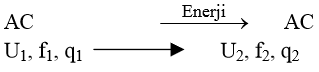 Enerji
AC AC
U₁, f₁, q₁ U₂, f₂, q₂